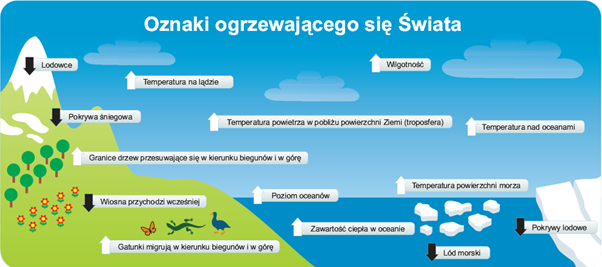 Oznaki ogrzewającego się Świata
Lodowce
Wilgotność
Temperatura na lądzie
Pokrywa śniegowa
Temperatura powietrza w pobliżu powierzchni Ziemi (troposfera)
Temperatura nad oceanami
Granice drzew przesuwające się w kierunku biegunów i w górę
Temperatura powierzchni morza
Poziom oceanów
Wiosna przychodzi wcześniej
Zawartość ciepła w oceanie
Pokrywy lodowe
Gatunki migrują w kierunku biegunów i w górę
Lód morski